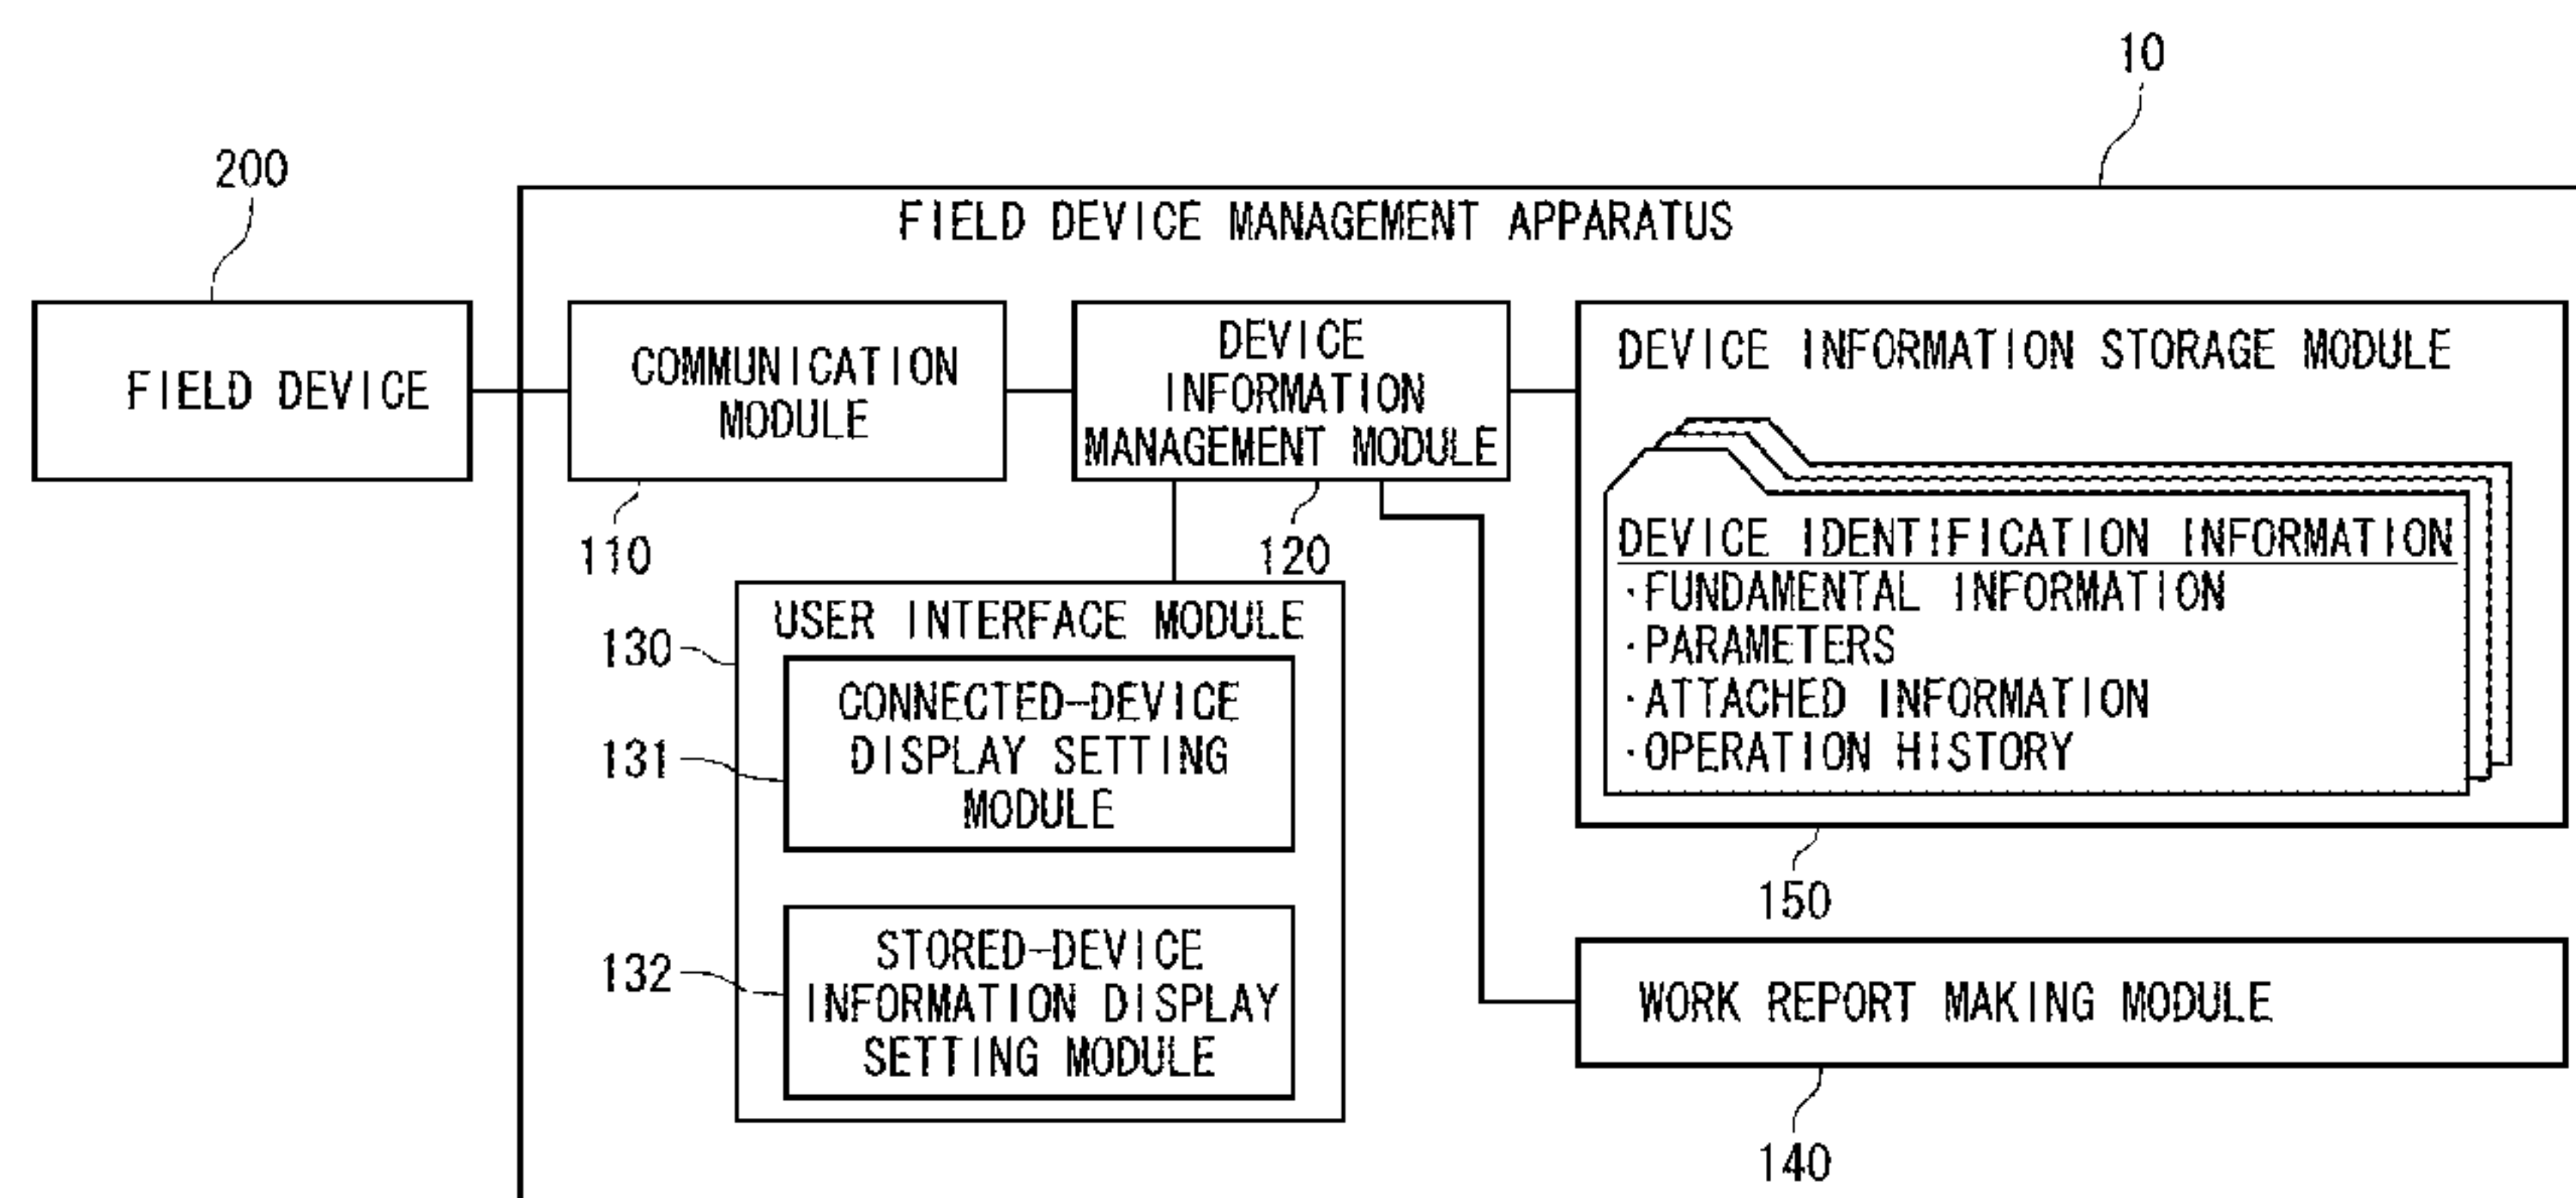 10
200
FIELD DEVICE MANAGEMENT APPARATUS
FIELD DEVICE
COMMUNICATION
MODULE
110
DEVICE
INFORMATION
MANAGEMENT MODULE
120
DEVICE INFORMATION STORAGE MODULE
DEVICE IDENTIFICATION INFORMATION
·FUNDAMENTAL INFORMATION
·PARAMETERS
·ATTACHED INFORMATION
·OPERATION HISTORY
150
130
USER INTERFACE MODULE
131
CONNECTED-DEVICE
DISPLAY SETTING
MODULE
132
STORED-DEVICE
INFORMATION DISPLAY
SETTING MODULE
WORK REPORT MAKING MODULE
140